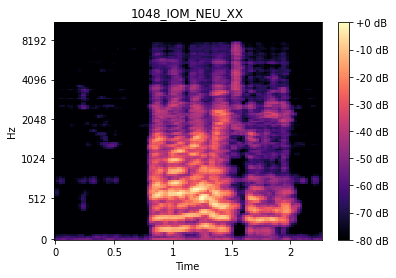 1048_IOM_NEU_XX
+0 dB
8192
-10 dB
4096
-20 dB
-30 dB
2048
Hz
-40 dB
1024
-50 dB
512
-60 dB
-70 dB
0
-80 dB
0 0.5 1 1.5 2
Time